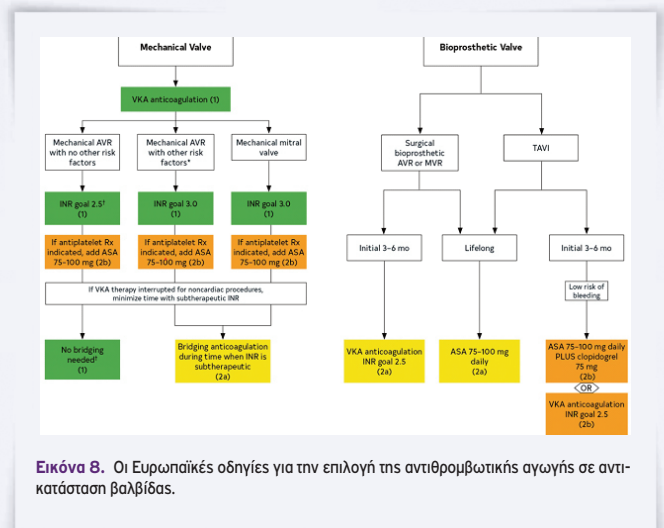 Mechanical Valve
Bioprosthetic Valve
VKA anticoagulation (1)
Mechanical AVR
with no other risk
factors
Mechanical AVR
with other risk
factors*
Mechanical mitral
valve
Surgical
bioprosthetic
AVR or MVR
TAVI
INR goal 2.5†
(1)
INR goal 3.0
(1)
INR goal 3.0
(1)
If antiplatelet Rx
indicated, add ASA
75–100 mg (2b)
If antiplatelet Rx
indicated, add ASA
75–100 mg (2b)
If antiplatelet Rx
indicated, add ASA
75–100 mg (2b)
Initial 3–6 mo
Lifelong
Initial 3–6 mo
If VKA therapy interrupted for noncardiac procedures,
minimize time with subtherapeutic INR
Low risk of
bleeding
No bridging
needed‡
(1)
Bridging anticoagulation
during time when INR is
subtherapeutic
(2a)
VKA anticoagulation
INR goal 2.5
(2a)
ASA 75–100 mg
daily
(2a)
ASA 75–100 mg daily
PLUS clopidogrel
75 mg
(2b)
OR
VKA anticoagulation
INR goal 2.5
(2b)
Εικόνα 8. Οι Ευρωπαϊκές οδηγίες για την επιλογή της αντιθρομβωτικής αγωγής σε αντι-
κατάσταση βαλβίδας.